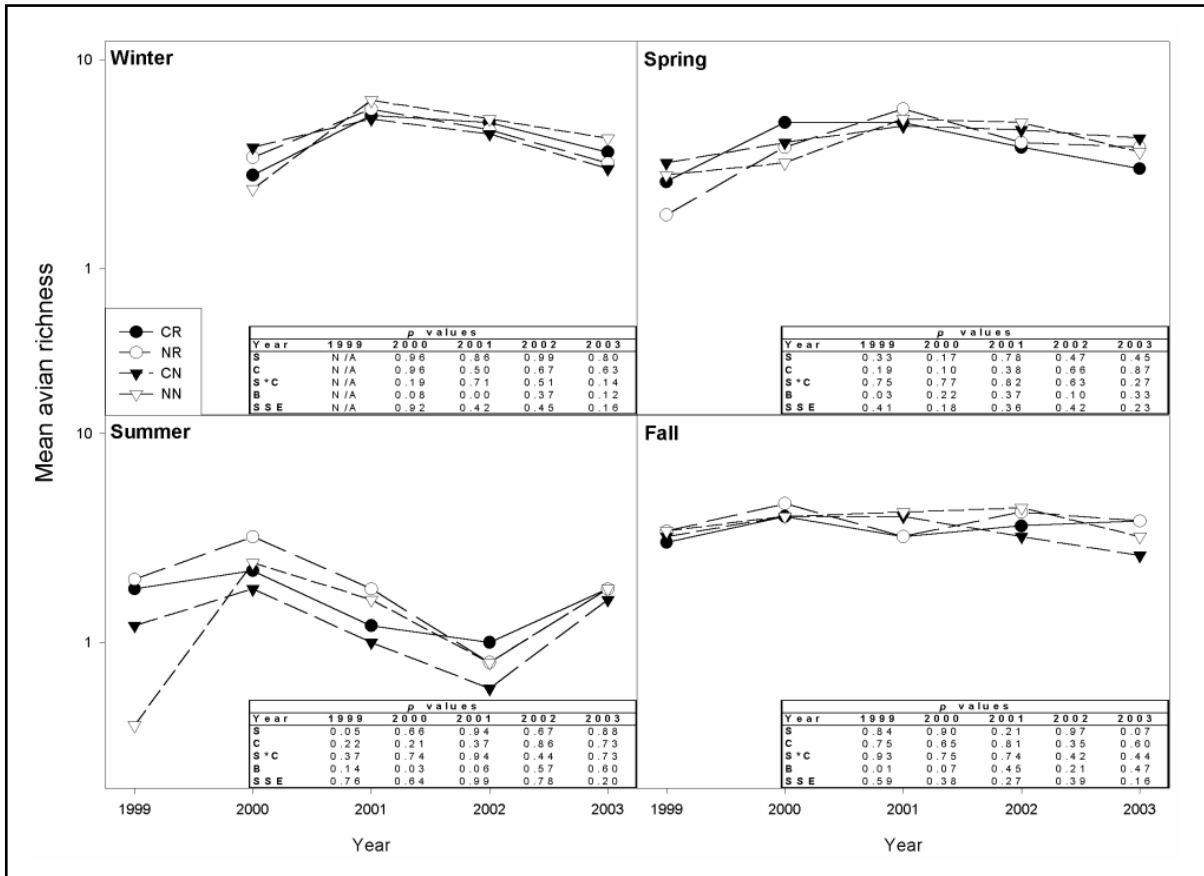 Winter
Spring
10
1
Mean avian richness
CR
NR
CN
NN
p values
Year 1999 2000 2001 2002 2003
S N/A 0.96 0.86 0.99 0.80
C N/A 0.96 0.50 0.67 0.63
S*C N/A 0.19 0.71 0.51 0.14
B N/A 0.08 0.00 0.37 0.12
SSE N/A 0.92 0.42 0.45 0.16
p values
Year 1999 2000 2001 2002 2003
S 0.33 0.17 0.78 0.47 0.45
C 0.19 0.10 0.38 0.66 0.87
S*C 0.75 0.77 0.82 0.63 0.27
B 0.03 0.22 0.37 0.10 0.33
SSE 0.41 0.18 0.36 0.42 0.23
Summer
Fall
10
1
p values
Year 1999 2000 2001 2002 2003
S 0.05 0.66 0.94 0.67 0.88
C 0.22 0.21 0.37 0.86 0.73
S*C 0.37 0.74 0.94 0.44 0.73
B 0.14 0.03 0.06 0.57 0.60
SSE 0.76 0.64 0.99 0.78 0.20
p values
Year 1999 2000 2001 2002 2003
S 0.84 0.90 0.21 0.97 0.07
C 0.75 0.65 0.81 0.35 0.60
S*C 0.93 0.75 0.74 0.42 0.44
B 0.01 0.07 0.45 0.21 0.47
SSE 0.59 0.38 0.27 0.39 0.16
1999 2000 2001 2002 2003
1999 2000 2001 2002 2003
Year
Year